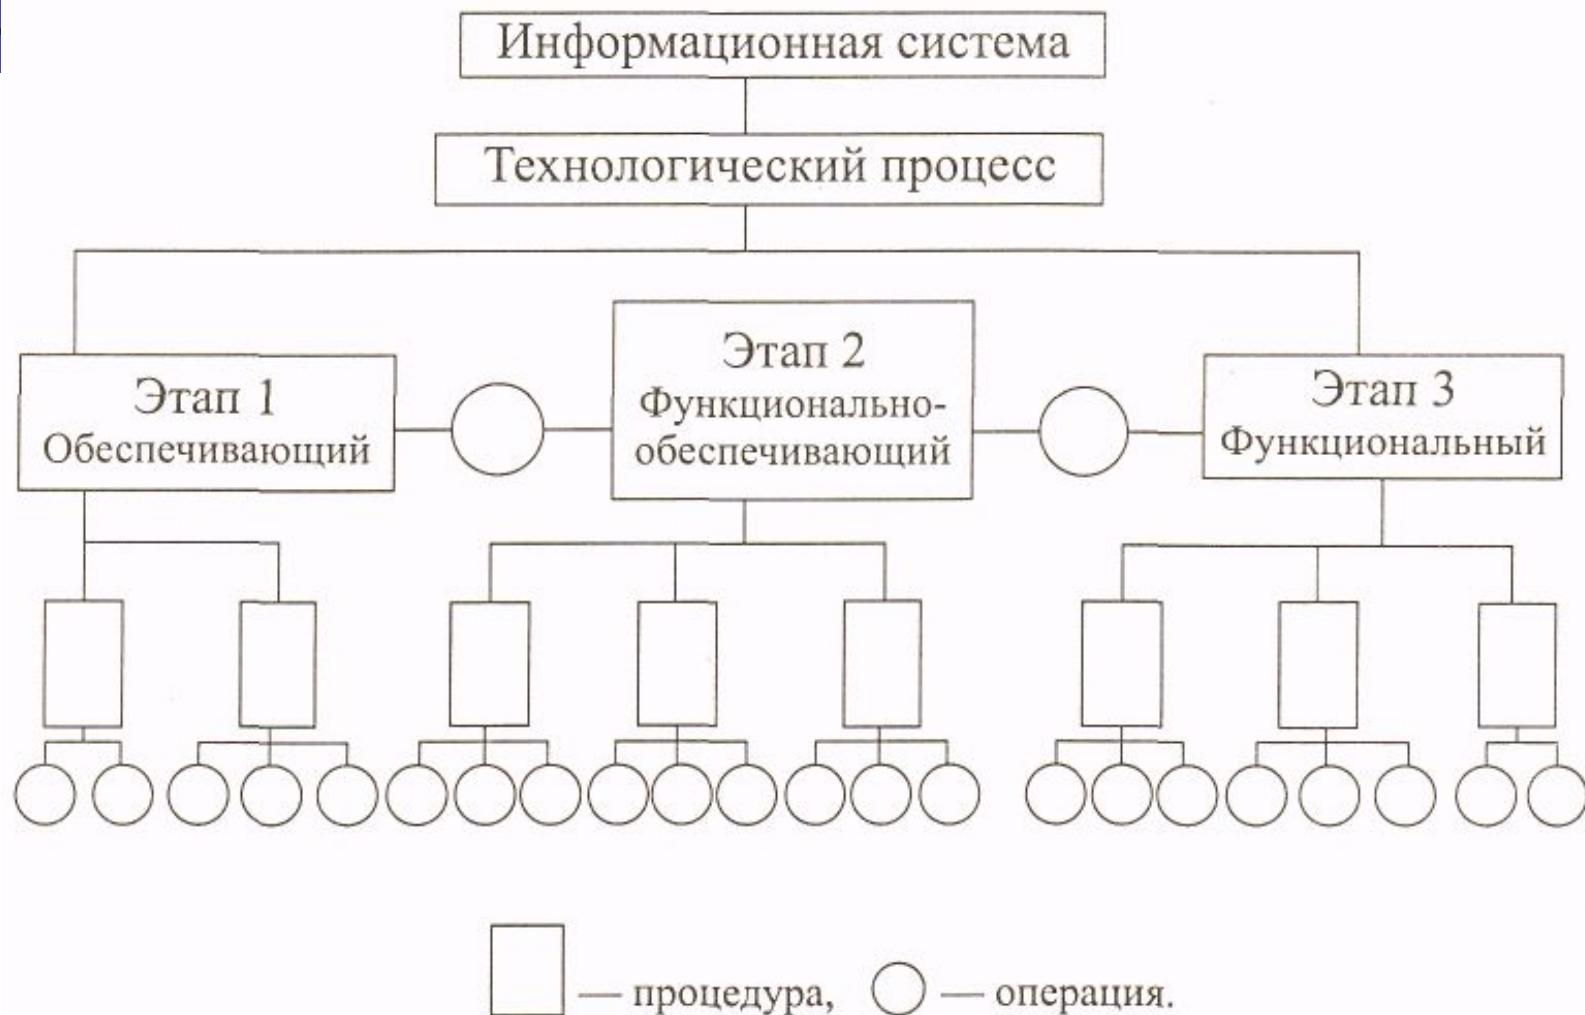 Информационная система
Технологический процесс
Этап 1
Обеспечивающий
Этап 2
Функционально-
обеспечивающий
Этап 3
Функциональный
— процедура, — операция.